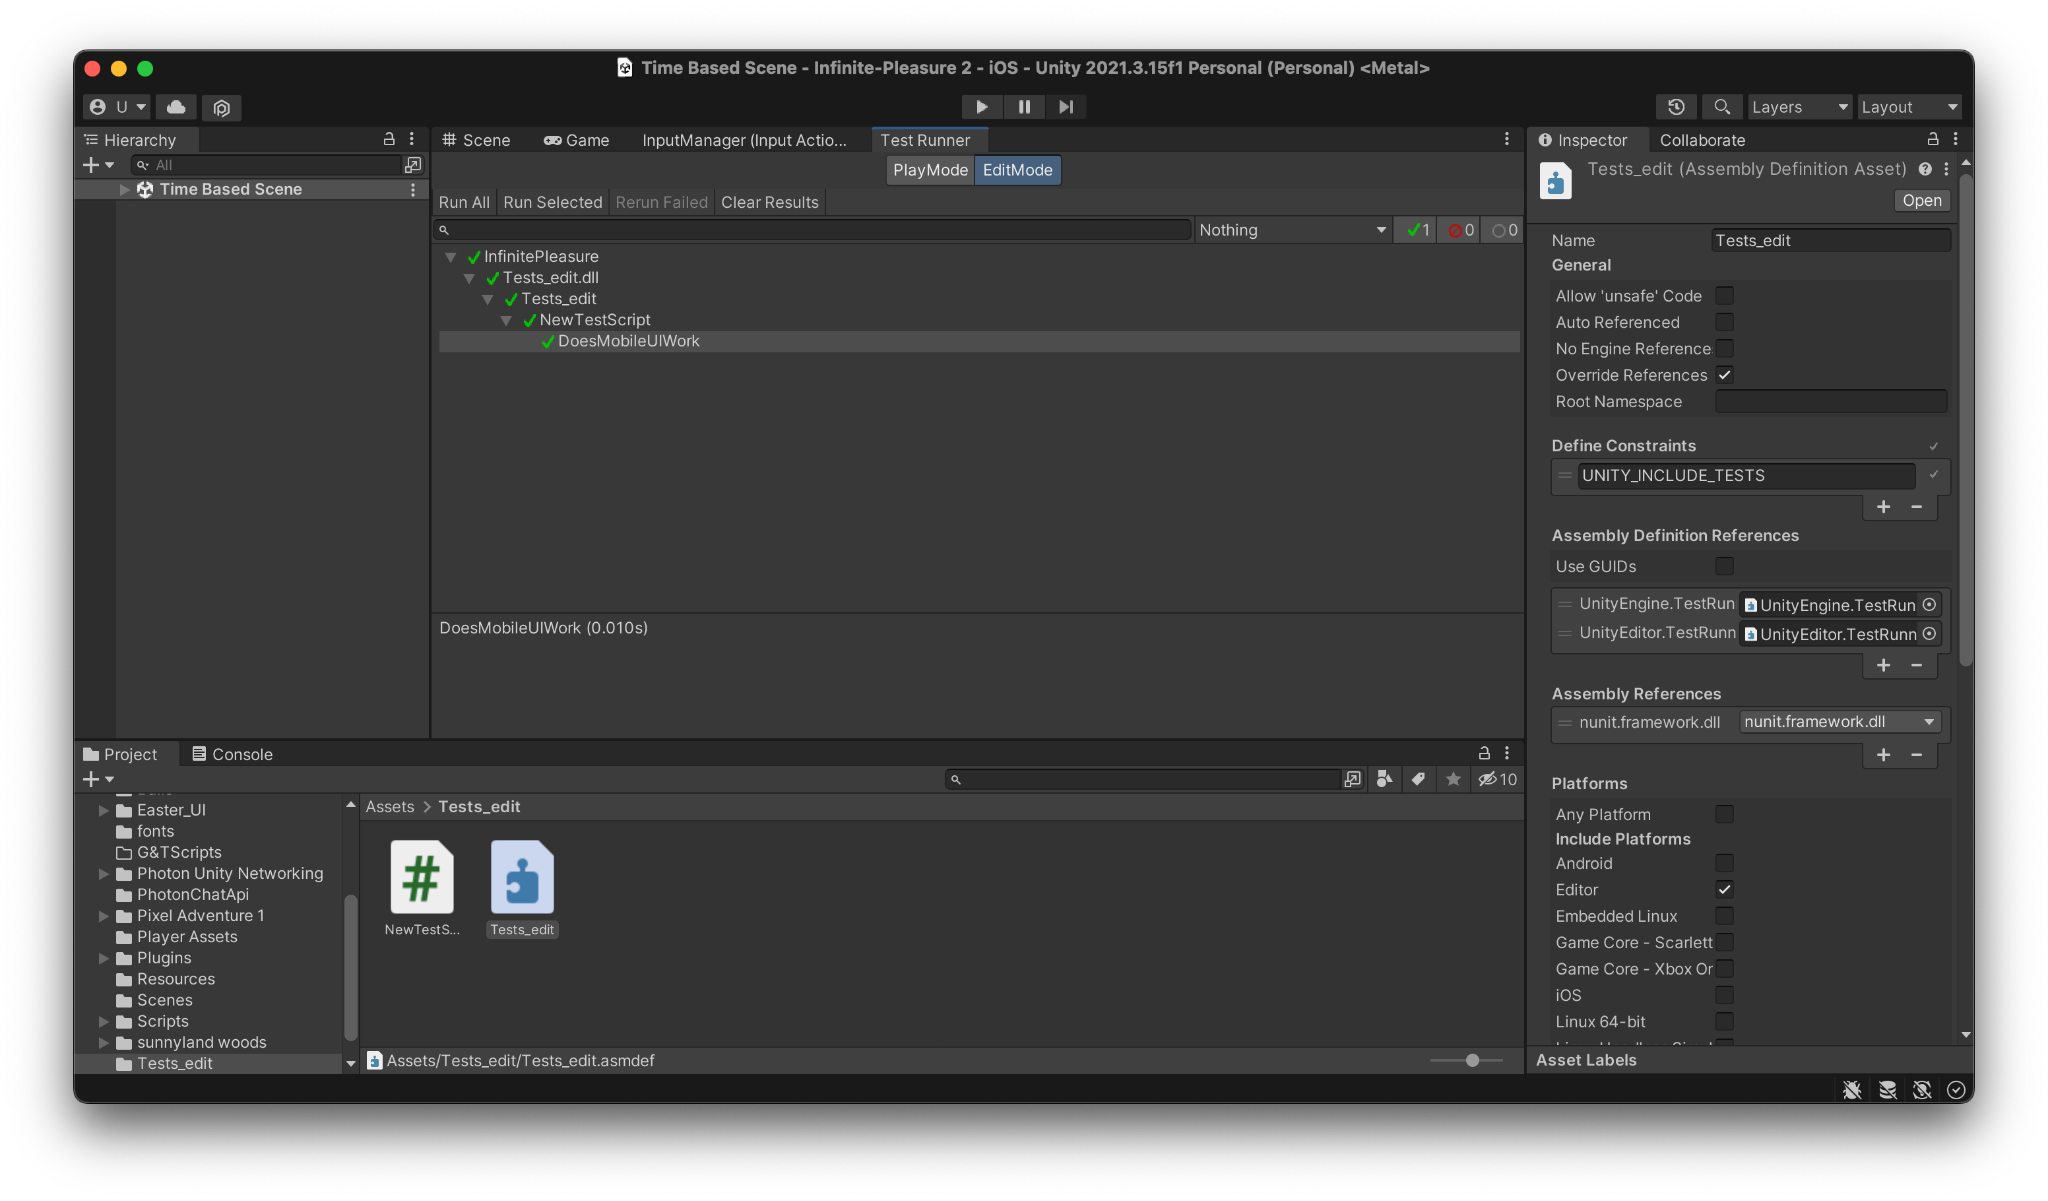 Time Based Scene - Infinite-Pleasure 2 - iOS - Unity 2021.3.15f1 Personal (Personal) <Metal>
U
Layers
Layout
Hierarchy
All
Time Based Scene
Scene
Game
InputManager (Input Actio...
Test Runner
PlayMode
EditMode
Run All
Run Selected
Rerun Failed
Clear Results
Nothing
1
0
0
InfinitePleasure
Tests_edit.dll
Tests_edit
NewTestScript
DoesMobileUIWork
DoesMobileUIWork (0.010s)
Project
Console
10
Easter_UI
fonts
G&TScripts
Photon Unity Networking
PhotonChatApi
Pixel Adventure 1
Player Assets
Plugins
Resources
Scenes
Scripts
sunnyland woods
Tests_edit
Assets > Tests_edit
NewTestS...
Tests_edit
Assets/Tests_edit/Tests_edit.asmdef
Inspector
Collaborate
Tests_edit (Assembly Definition Asset)
Open
Name
Tests_edit
General
Allow 'unsafe' Code
Auto Referenced
No Engine Reference
Override References
Root Namespace
Define Constraints
UNITY_INCLUDE_TESTS
Assembly Definition References
Use GUIDs
UnityEngine.TestRun
UnityEngine.TestRun
UnityEditor.TestRunn
UnityEditor.TestRunn
Assembly References
nunit.framework.dll
nunit.framework.dll
Platforms
Any Platform
Include Platforms
Android
Editor
Embedded Linux
Game Core - Scarlett
Game Core - Xbox Or
iOS
Linux 64-bit
Asset Labels